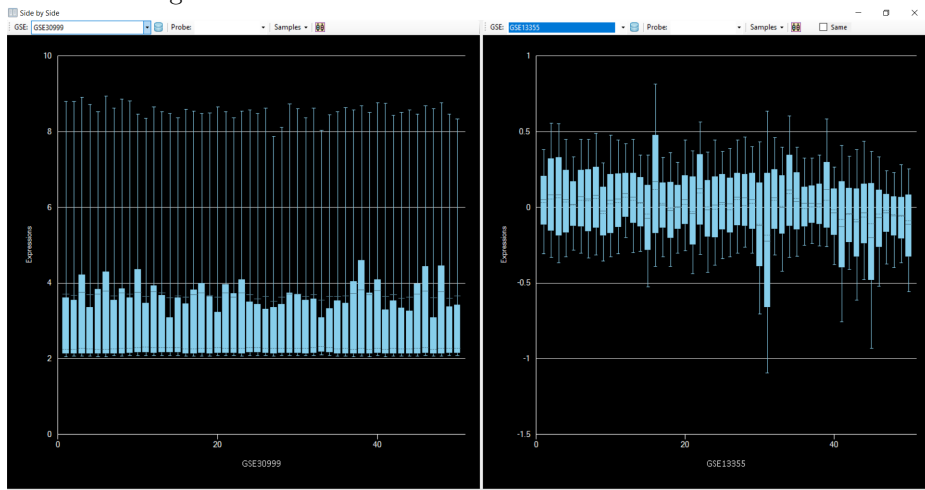 Side by Side
GSE: GSE30999 Probe: Samples
GSE: GSE13355 Probe: Samples Same
10
8
6
4
2
0
Expressions
0 20 40
GSE30999
1
0.5
0
-0.5
-1
-1.5
Expressions
0 20 40
GSE13355